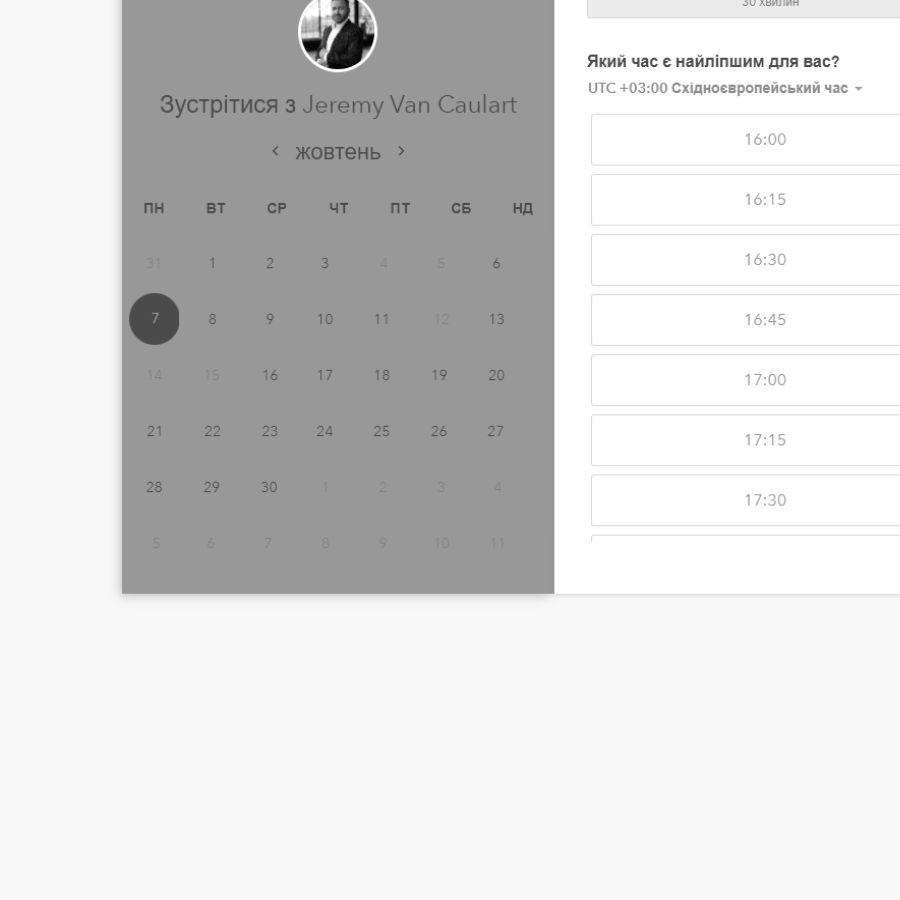 Зустрітися з Jeremy Van Caulart
жовтень
ПН ВТ СР ЧТ ПТ СБ НД
31 1 2 3 4 5 6
7 8 9 10 11 12 13
14 15 16 17 18 19 20
21 22 23 24 25 26 27
28 29 30 1 2 3 4
5 6 7 8 9 10 11
30 хвилин
Який час є найліпшим для вас?
UTC +03:00 Східноєвропейський час
16:00
16:15
16:30
16:45
17:00
17:15
17:30